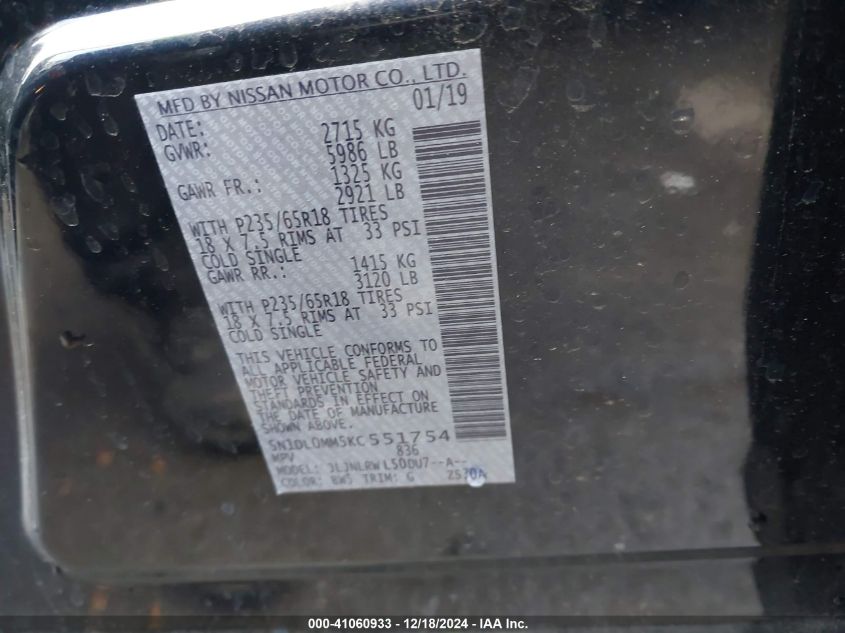 MFD BY NISSAN MOTOR CO., LTD.
DATE: 01/19
GVWR: 2715 KG
5986 LB
GAWR FR.: 1325 KG
2921 LB
WITH P235/65R18 TIRES
18 X 7.5 RIMS AT 33 PSI
COLD SINGLE
GAWR RR.: 1415 KG
3120 LB
WITH P235/65R18 TIRES
18 X 7.5 RIMS AT 33 PSI
COLD SINGLE
THIS VEHICLE CONFORMS TO
ALL APPLICABLE FEDERAL
MOTOR VEHICLE SAFETY AND
THEFT PREVENTION
STANDARDS IN EFFECT ON
THE DATE OF MANUFACTURE
SHOWN ABOVE.
5N1DL0MM5KC551754
MPV 836
MODEL: JLJNLRWL50DU7--A--
COLOR: BW5 TRIM: G
000-41060933 - 12/18/2024 - IAA Inc.